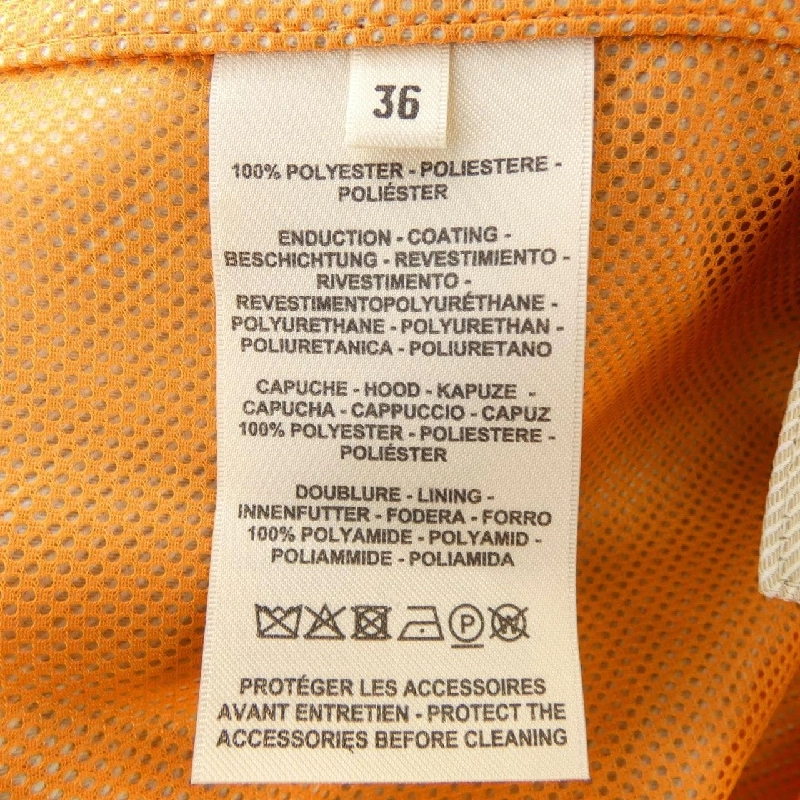 36
100% POLYESTER - POLIESTERE -
POLIÉSTER
ENDUCTION - COATING -
BESCHICHTUNG - REVESTIMIENTO -
RIVESTIMENTO -
REVESTIMENTOPOLYURÉTHANE -
POLYURETHANE - POLYURETHAN -
POLIURETANICA - POLIURETANO
CAPUCHE - HOOD - KAPUZE -
CAPUCHA - CAPPUCCIO - CAPUZ
100% POLYESTER - POLIESTERE -
POLIÉSTER
DOUBLURE - LINING -
INNENFUTTER - FODERA - FORRO
100% POLYAMIDE - POLYAMID -
POLIAMMIDE - POLIAMIDA
P W
PROTÉGER LES ACCESSOIRES
AVANT ENTRETIEN - PROTECT THE
ACCESSORIES BEFORE CLEANING